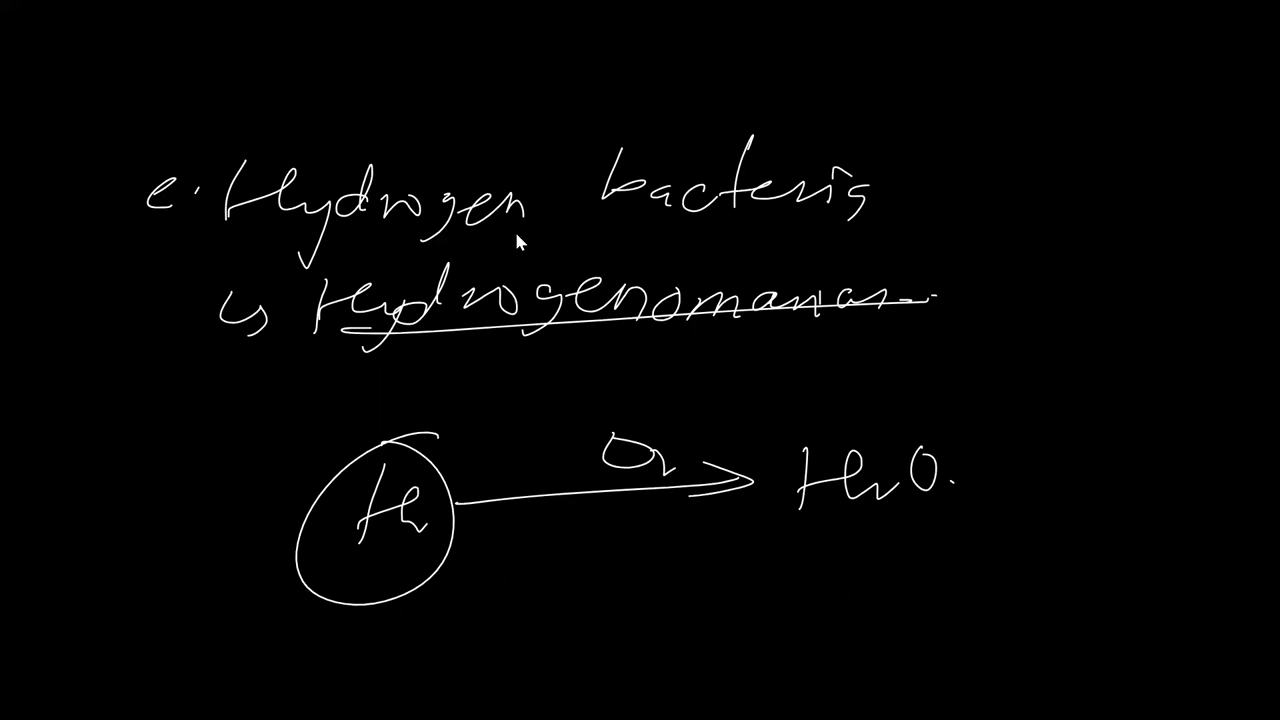 e. Hydrogen bacteria
↳ Hydrogenomonas.
H₂ O₂ → H₂O.